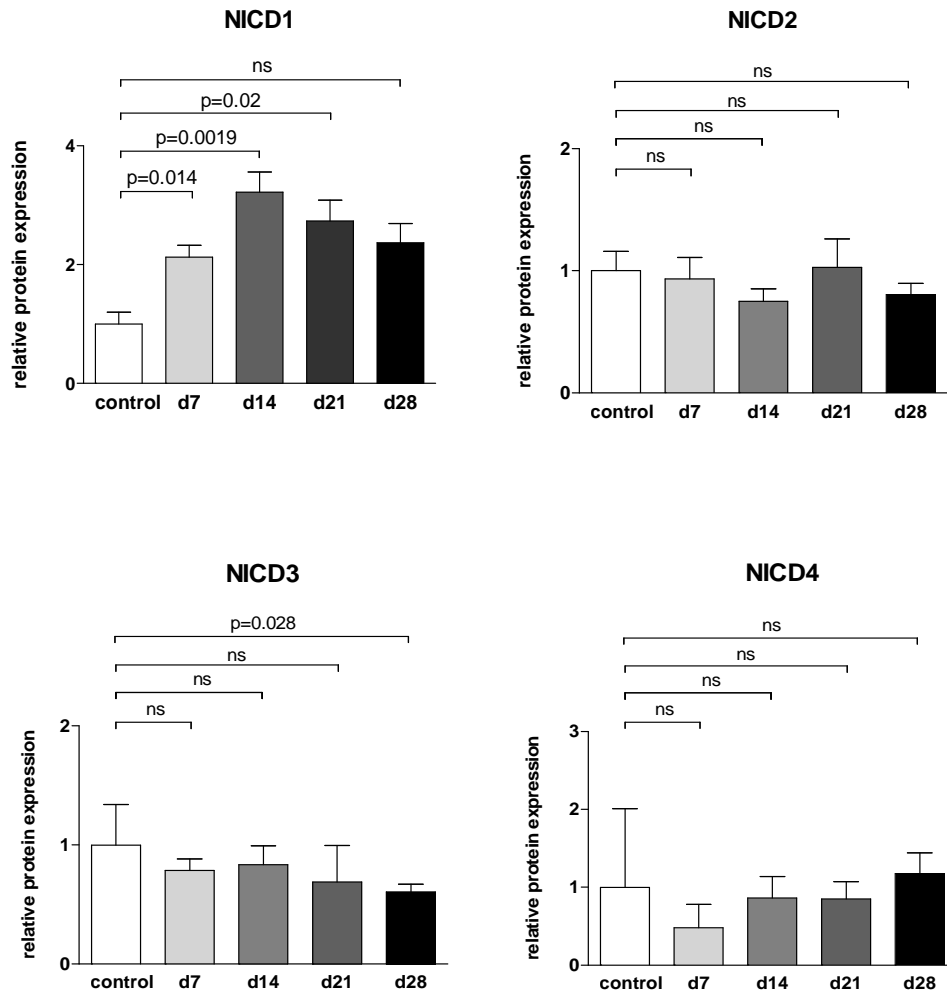 NICD1
ns
p=0.02
p=0.0019
p=0.014
relative protein expression
4
2
0
control d7 d14 d21 d28
NICD2
ns
ns
ns
ns
relative protein expression
2
1
0
control d7 d14 d21 d28
NICD3
p=0.028
ns
ns
ns
relative protein expression
2
1
0
control d7 d14 d21 d28
NICD4
ns
ns
ns
ns
relative protein expression
3
2
1
0
control d7 d14 d21 d28